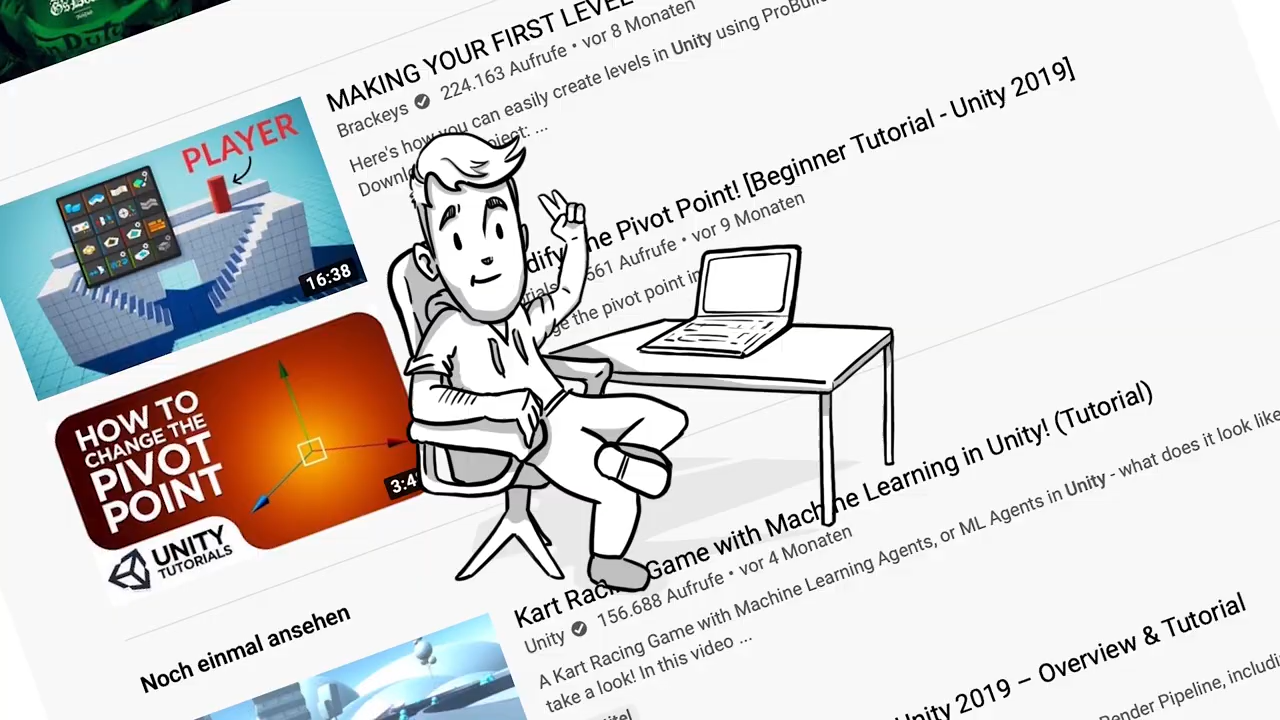 MAKING YOUR FIRST LEVEL
Brackeys 224.163 Aufrufe • vor 8 Monaten
Here's how you can easily create levels in Unity using ProBuilder
PLAYER
16:38
the Pivot Point! [Beginner Tutorial - Unity 2019]
561 Aufrufe • vor 9 Monaten
the pivot point in
HOW TO
CHANGE THE
PIVOT
POINT
3:4
UNITY
TUTORIALS
Noch einmal ansehen
Kart Racing Game with Machine Learning in Unity! (Tutorial)
Unity 156.688 Aufrufe • vor 4 Monaten
A Kart Racing Game with Machine Learning Agents, or ML Agents in Unity - what does it look like
take a look! In this video ...
Unity 2019 – Overview & Tutorial
Render Pipeline, includi